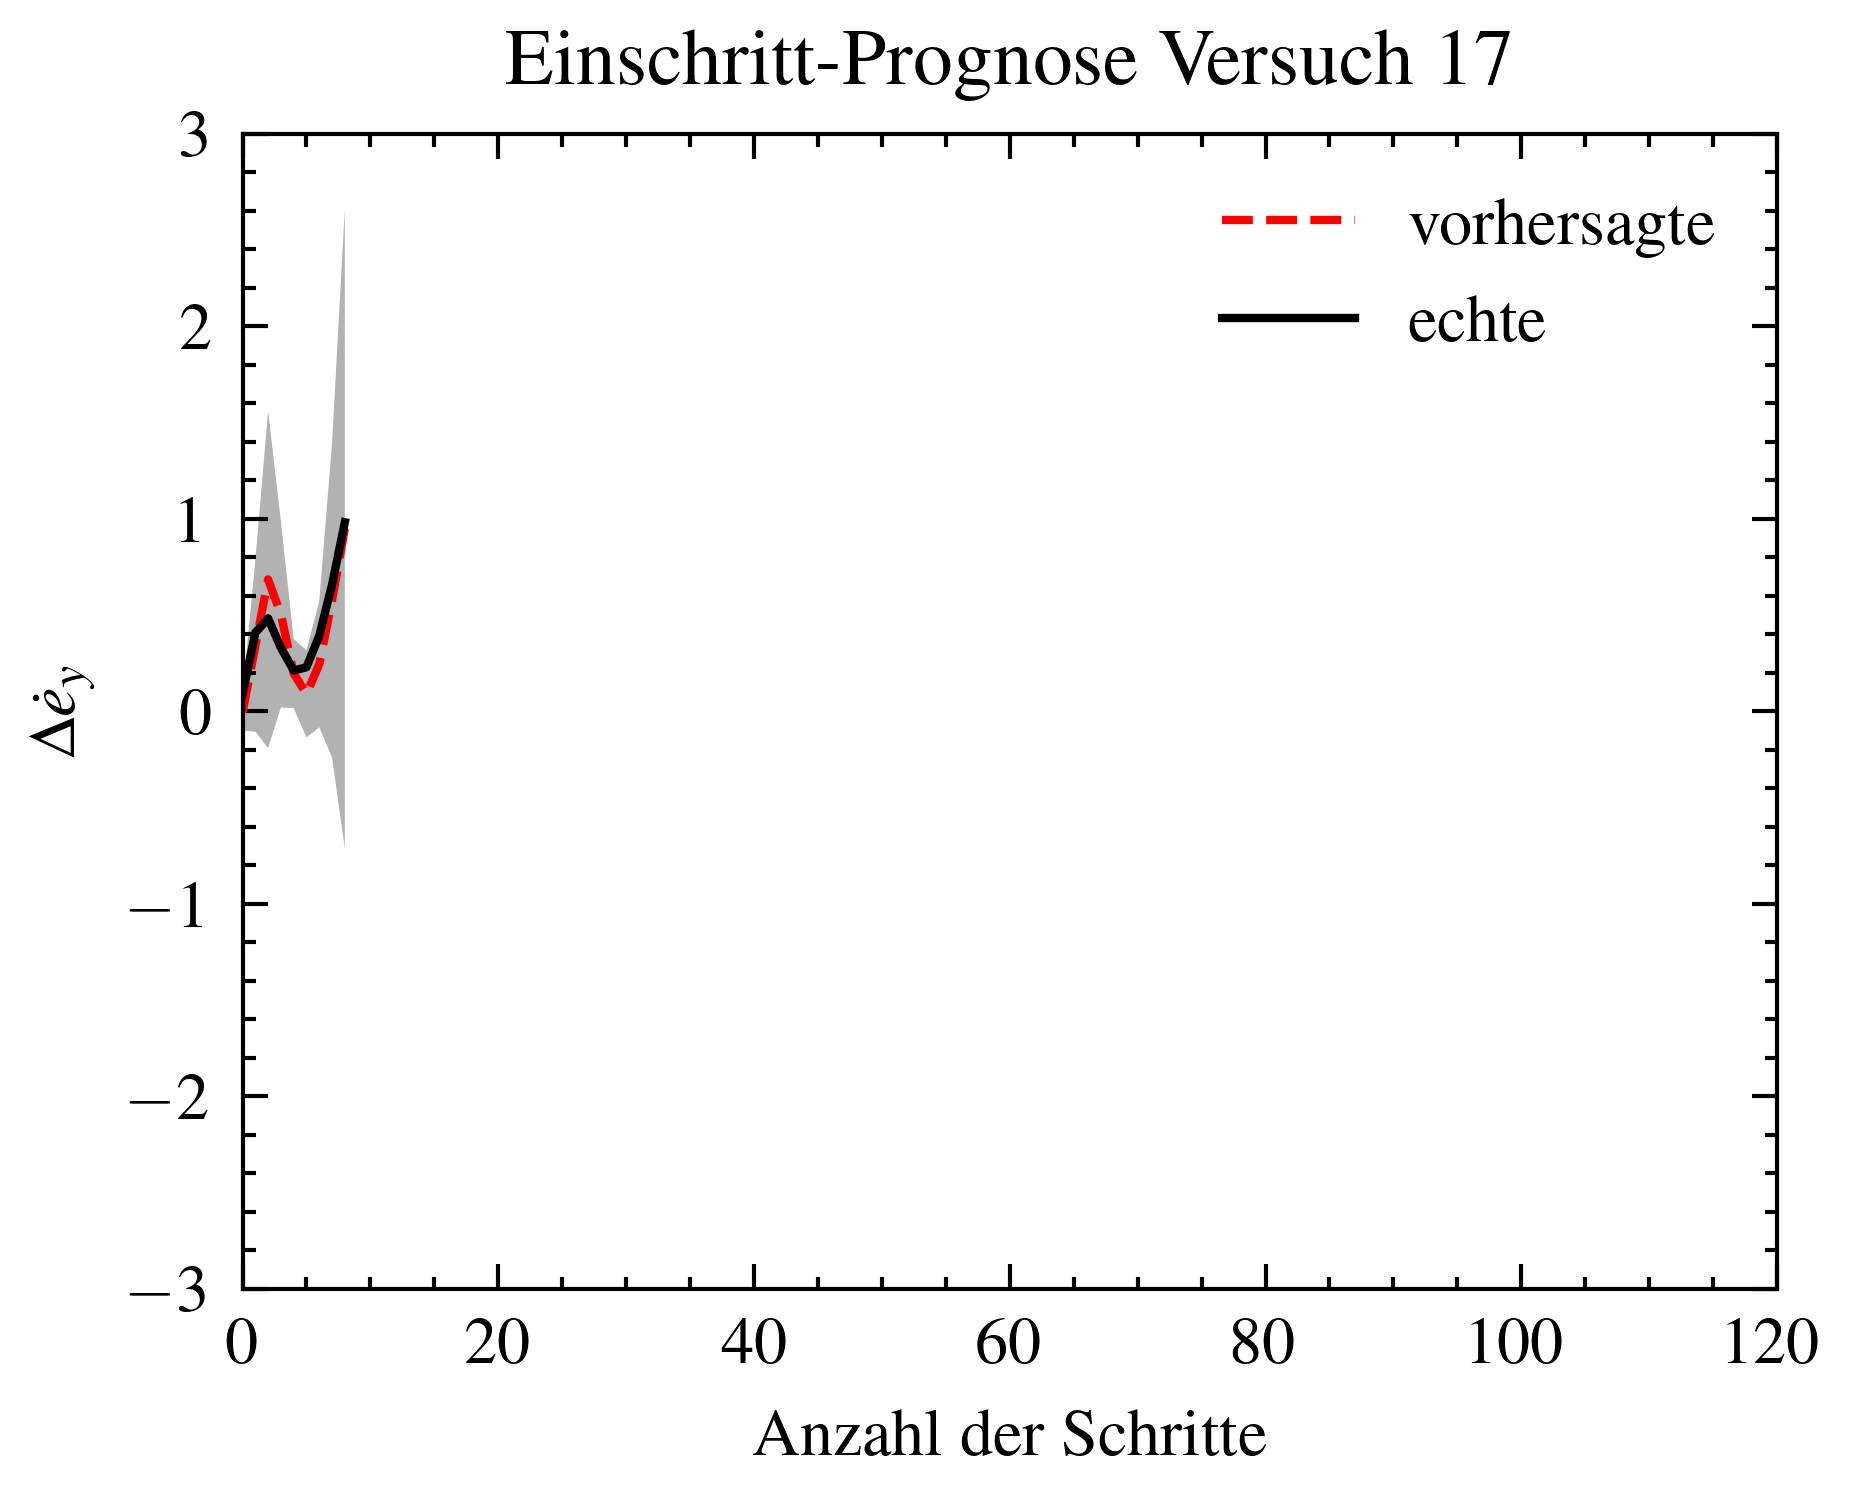 Einschritt-Prognose Versuch 17
3
2
1
0
−1
−2
−3
Δė_y
vorhersagte
echte
0 20 40 60 80 100 120
Anzahl der Schritte